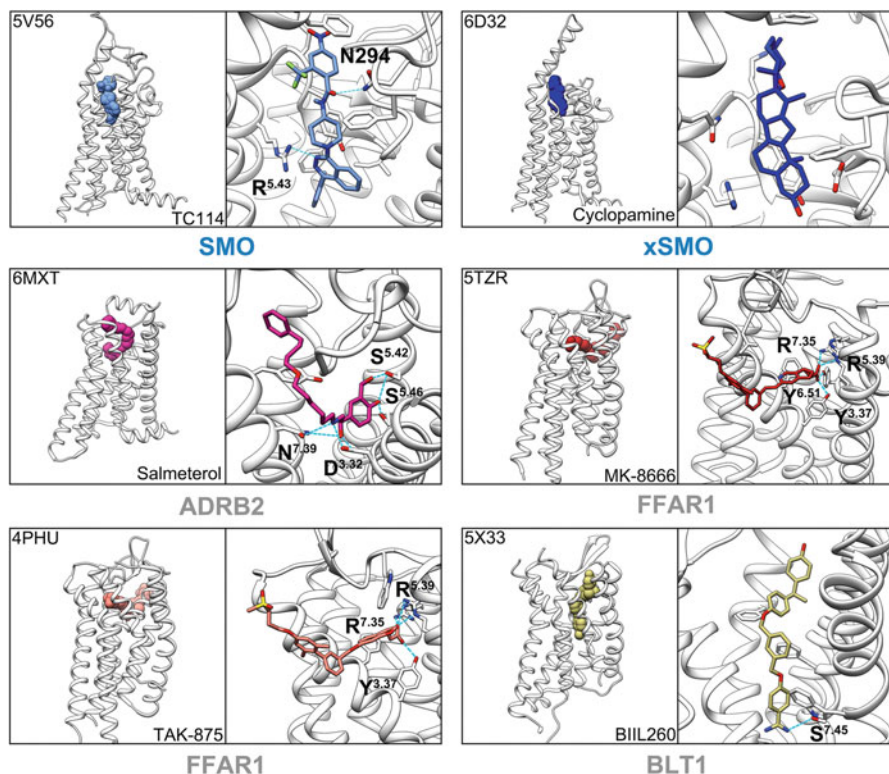 5V56
TC114
N294
R5.43
SMO
6D32
Cyclopamine
xSMO
6MXT
Salmeterol
S5.42
S5.46
N7.39
D3.32
ADRB2
5TZR
MK-8666
R7.35
R5.39
Y6.51
Y3.37
FFAR1
4PHU
TAK-875
R5.39
R7.35
Y3.37
FFAR1
5X33
BIIL260
S7.45
BLT1